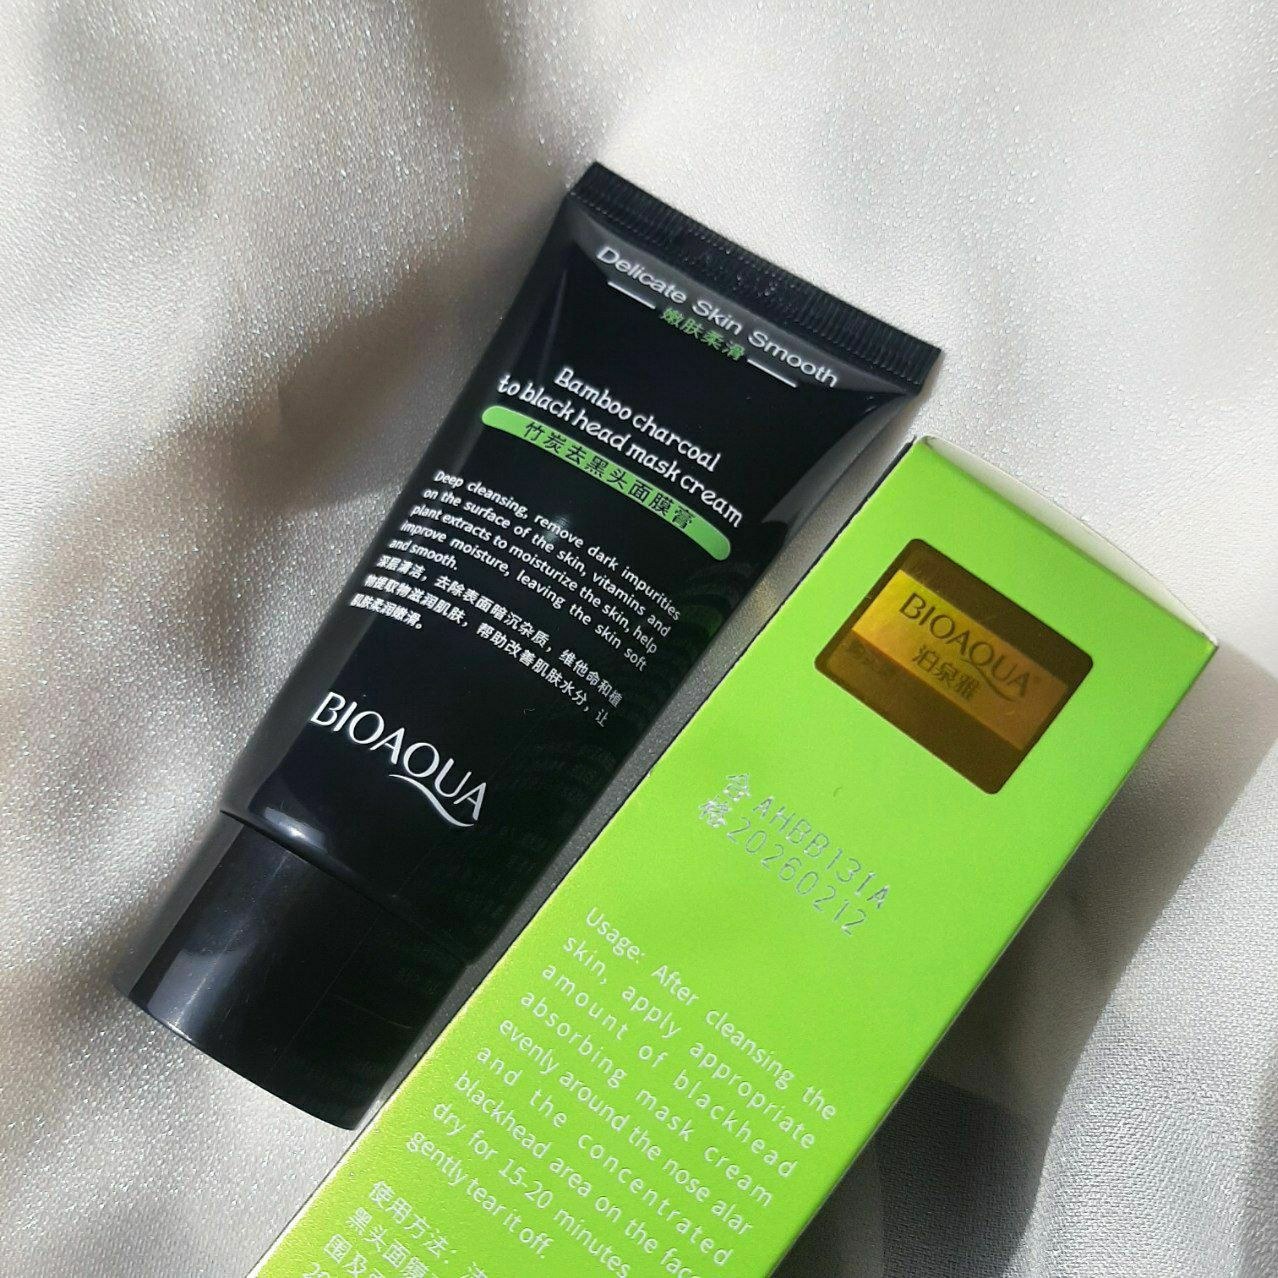 Delicate Skin Smooth
嫩肤柔滑
Bamboo charcoal
to black head mask cream
竹炭去黑头面膜膏
Deep cleansing, remove dark impurities
on the surface of the skin, vitamins and
plant extracts to moisturize the skin, help
improve moisture, leaving the skin soft
and smooth.
深层清洁，去除表面暗沉杂质，维他命和植
物提取物滋润肌肤，帮助改善肌肤水分，让
肌肤柔润嫩滑。
BIOAQUA
BIOAQUA
泊泉雅
合格 AHBB131A
20260212
Usage: After cleansing the
skin, apply appropriate
amount of blackhead
absorbing mask cream
evenly around the nose alar
and the concentrated
blackhead area on the face
dry for 15-20 minutes
gently tear it off.
使用方法：
黑头面膜
围及